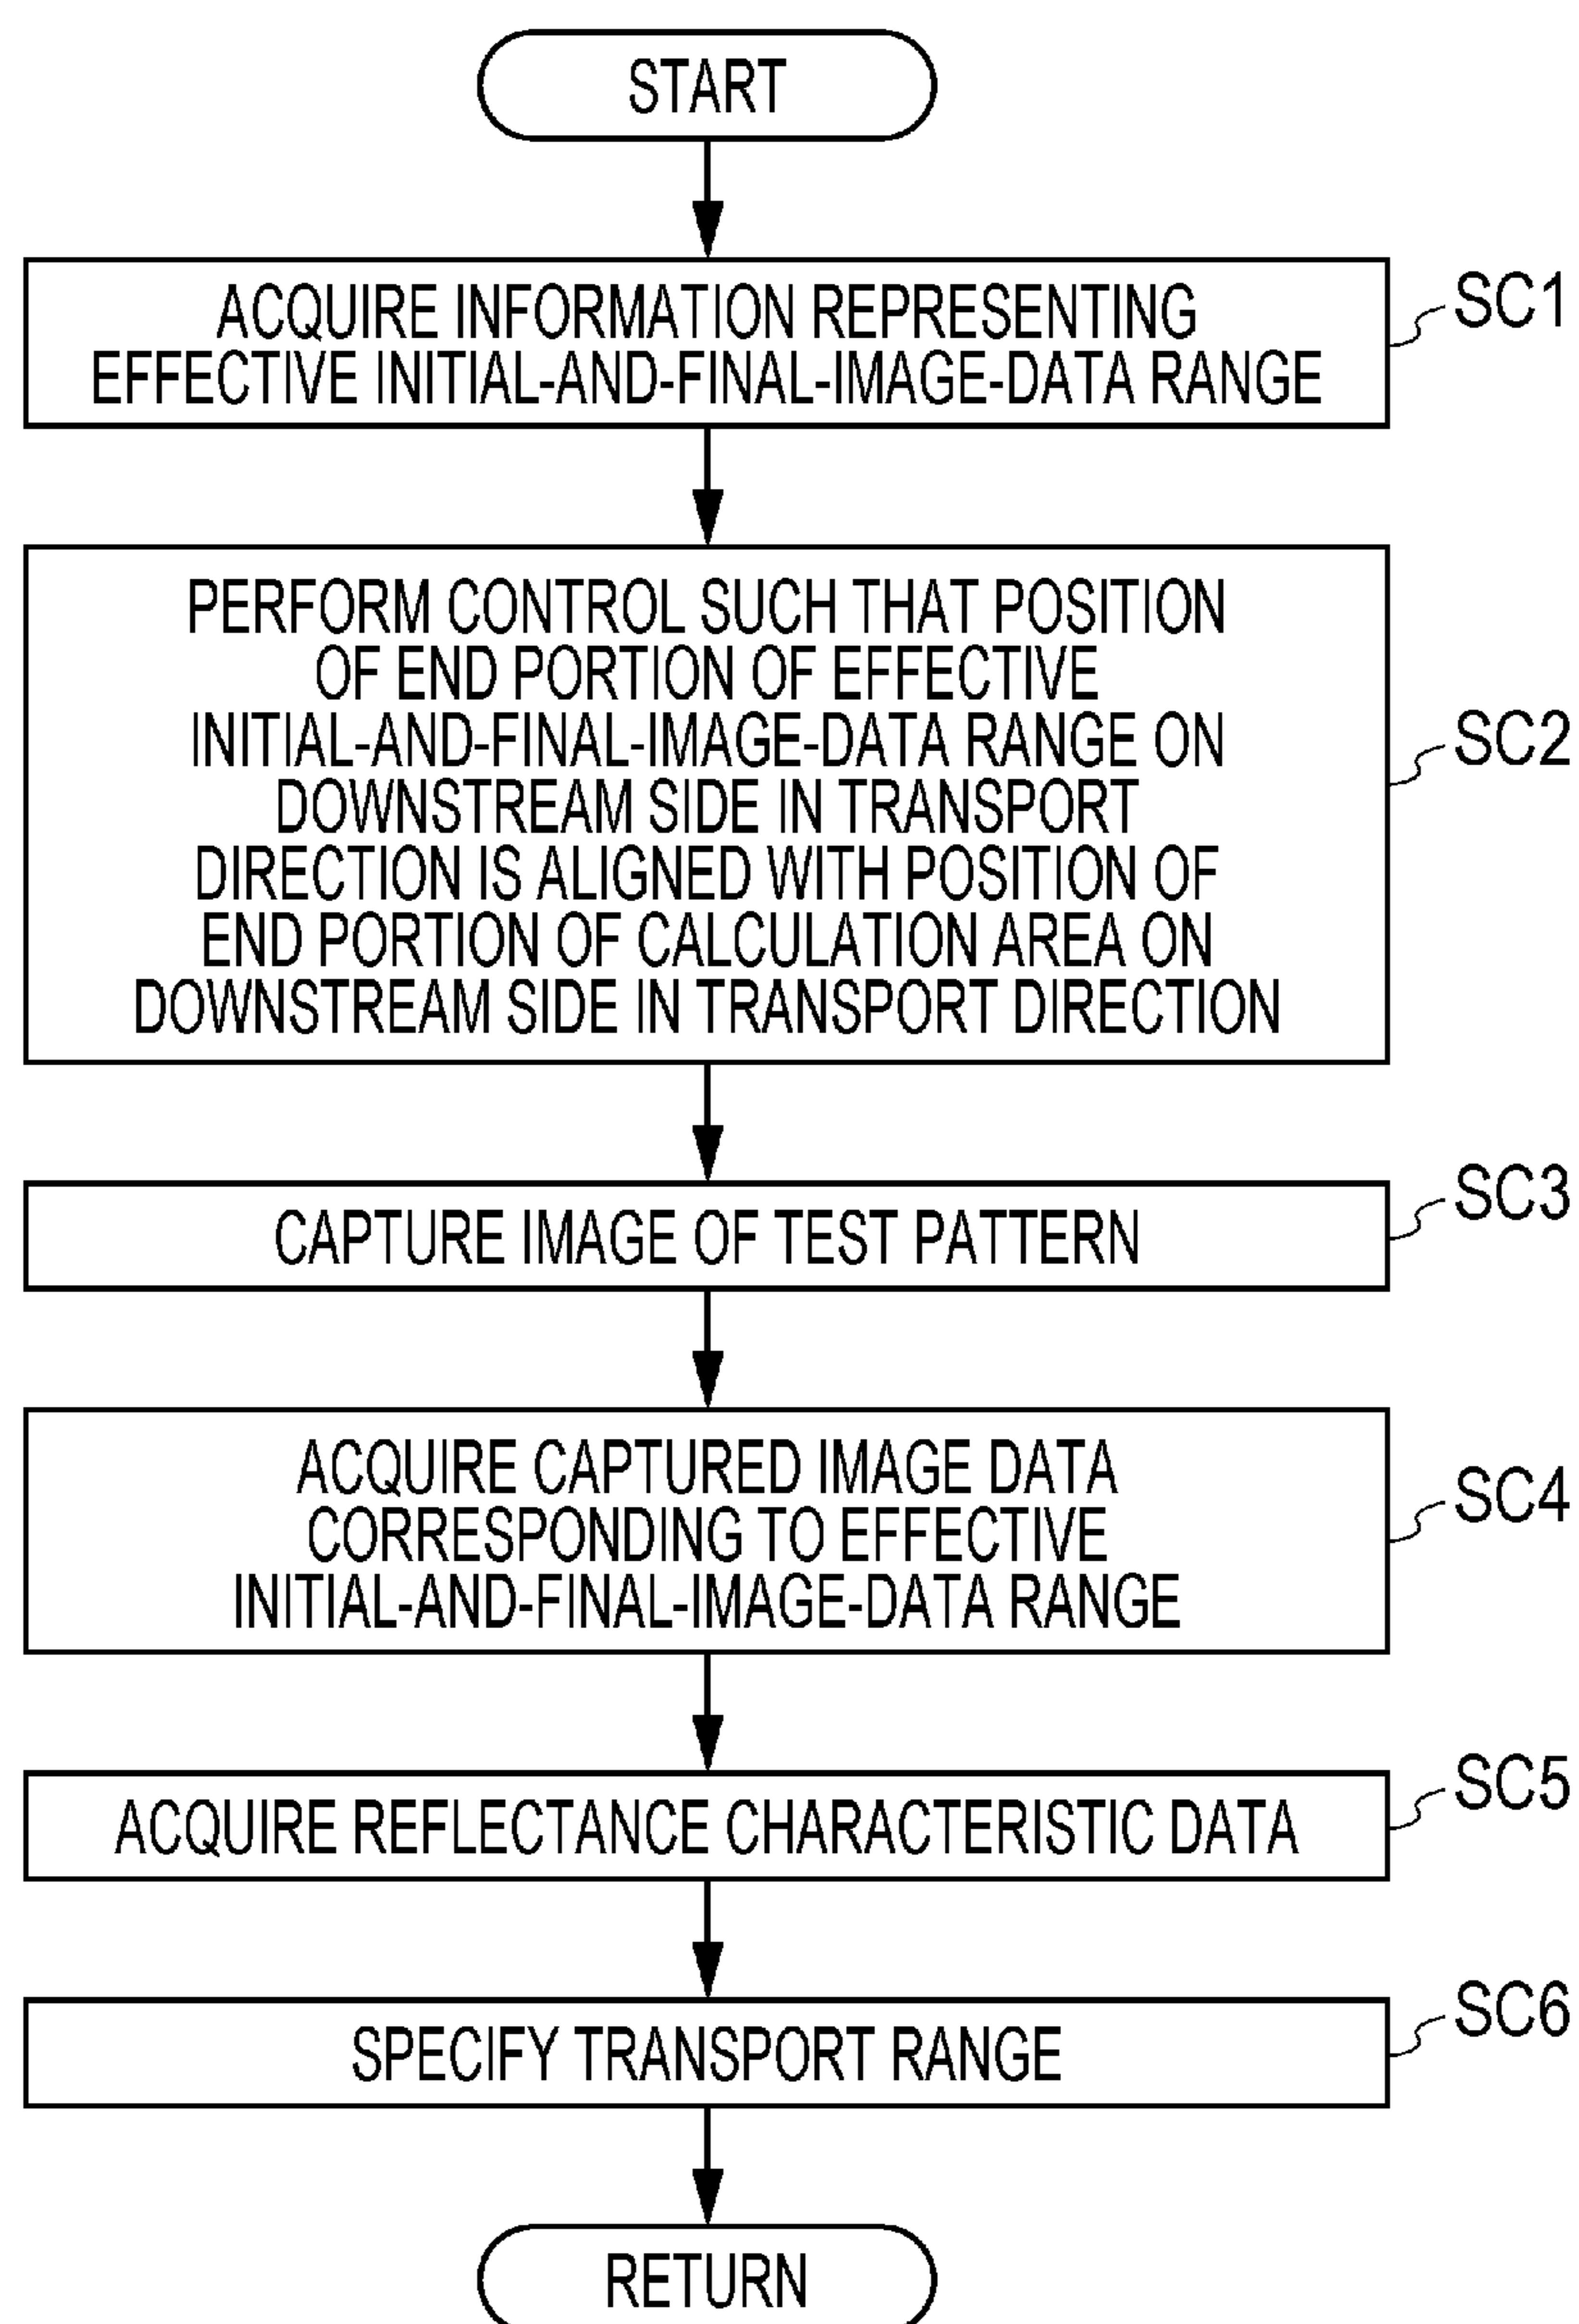 START
ACQUIRE INFORMATION REPRESENTING
EFFECTIVE INITIAL-AND-FINAL-IMAGE-DATA RANGE
SC1
PERFORM CONTROL SUCH THAT POSITION
OF END PORTION OF EFFECTIVE
INITIAL-AND-FINAL-IMAGE-DATA RANGE ON
DOWNSTREAM SIDE IN TRANSPORT
DIRECTION IS ALIGNED WITH POSITION OF
END PORTION OF CALCULATION AREA ON
DOWNSTREAM SIDE IN TRANSPORT DIRECTION
SC2
CAPTURE IMAGE OF TEST PATTERN
SC3
ACQUIRE CAPTURED IMAGE DATA
CORRESPONDING TO EFFECTIVE
INITIAL-AND-FINAL-IMAGE-DATA RANGE
SC4
ACQUIRE REFLECTANCE CHARACTERISTIC DATA
SC5
SPECIFY TRANSPORT RANGE
SC6
RETURN